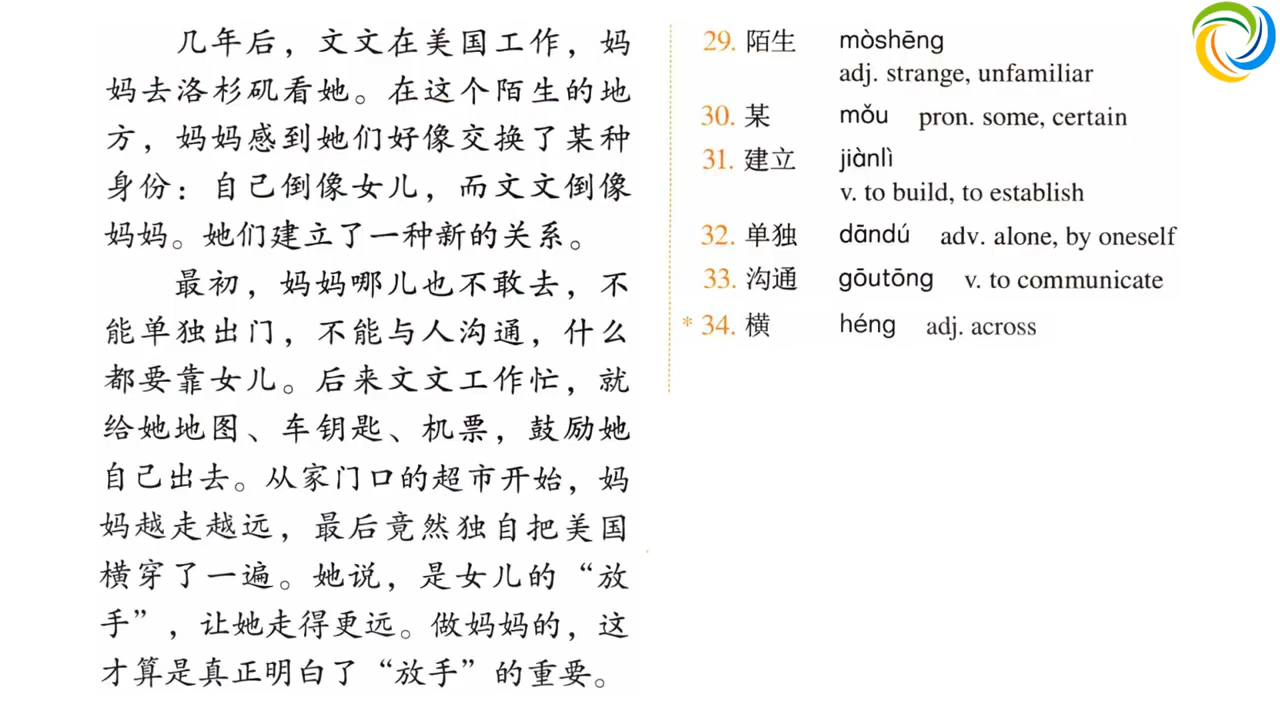 几年后，文文在美国工作，妈
妈去洛杉矶看她。在这个陌生的地
方，妈妈感到她们好像交换了某种
身份：自己倒像女儿，而文文倒像
妈妈。她们建立了一种新的关系。
最初，妈妈哪儿也不敢去，不
能单独出门，不能与人沟通，什么
都要靠女儿。后来文文工作忙，就
给她地图、车钥匙、机票，鼓励她
自己出去。从家门口的超市开始，妈
妈越走越远，最后竟然独自把美国
横穿了一遍。她说，是女儿的“放
手”，让她走得更远。做妈妈的，这
才算是真正明白了“放手”的重要。
29. 陌生 mòshēng
adj. strange, unfamiliar
30. 某 mǒu pron. some, certain
31. 建立 jiànlì
v. to build, to establish
32. 单独 dāndú adv. alone, by oneself
33. 沟通 gōutōng v. to communicate
* 34. 横 héng adj. across